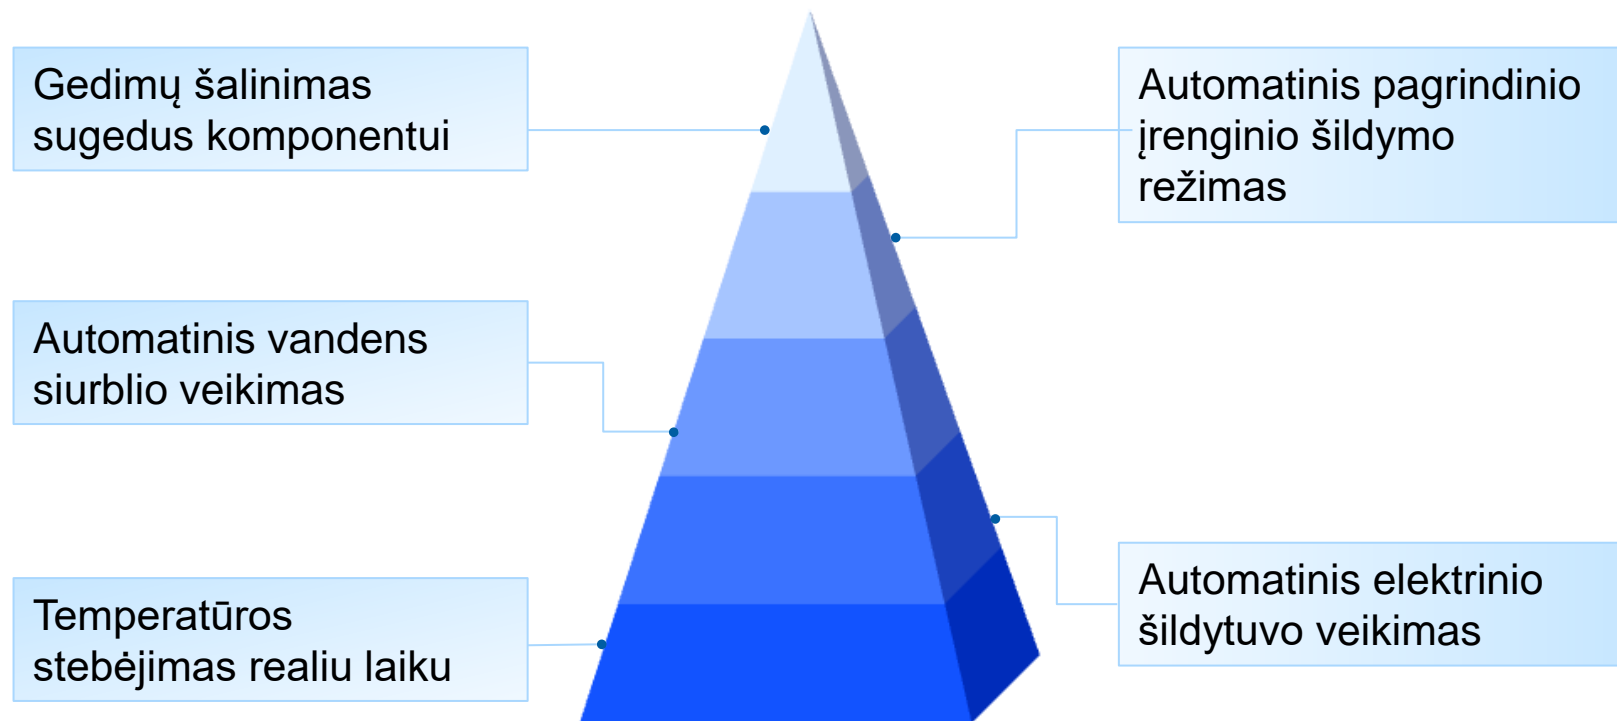 Gedimų šalinimas
sugedus komponentui
Automatinis pagrindinio
įrenginio šildymo
režimas
Automatinis vandens
siurblio veikimas
Automatinis elektrinio
šildytuvo veikimas
Temperatūros
stebėjimas realiu laiku